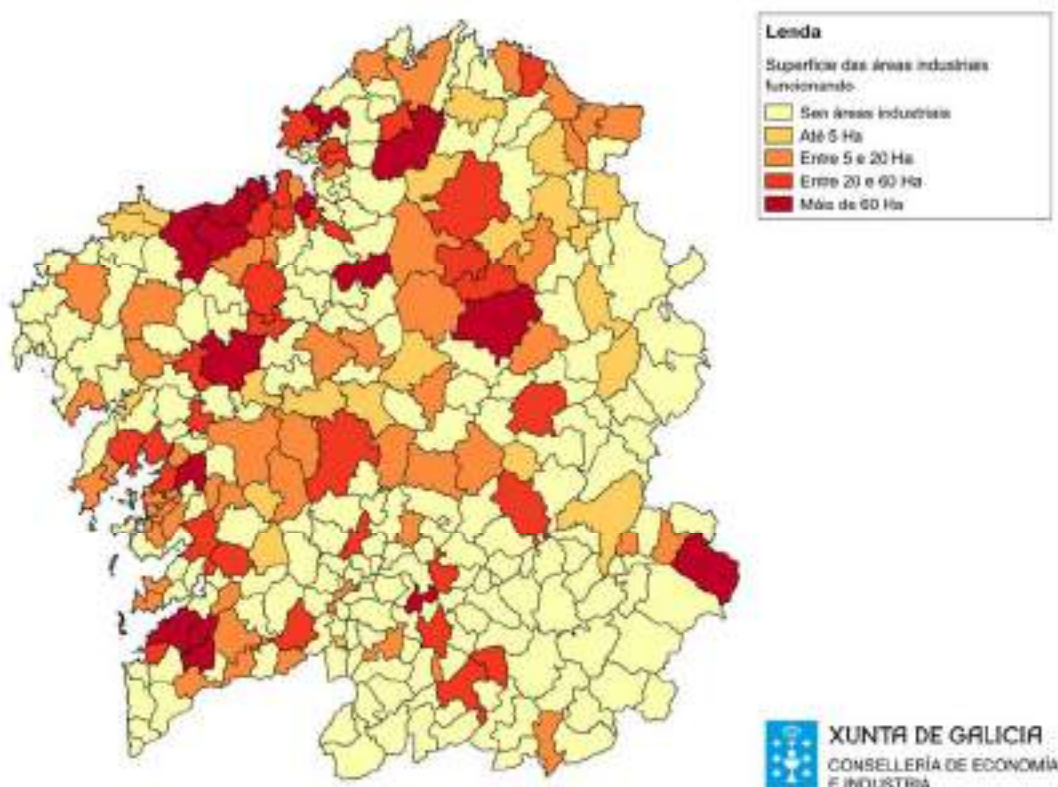 Lenda
Superficie das áreas industriais
funcionando
Sen áreas industriais
Até 5 Ha
Entre 5 e 20 Ha
Entre 20 e 60 Ha
Máis de 60 Ha
XUNTA DE GALICIA
CONSELLERÍA DE ECONOMÍA
E INDUSTRIA